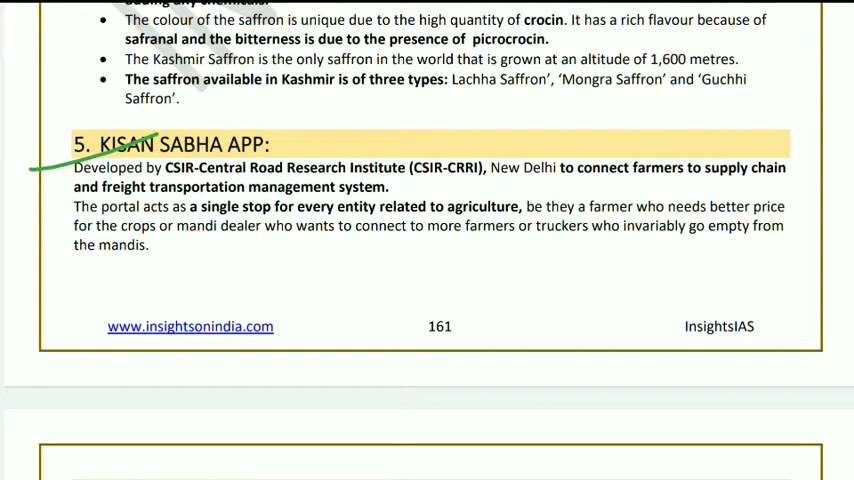 adding any chemicals.
• The colour of the saffron is unique due to the high quantity of crocin. It has a rich flavour because of
safranal and the bitterness is due to the presence of picrocrocin.
• The Kashmir Saffron is the only saffron in the world that is grown at an altitude of 1,600 metres.
• The saffron available in Kashmir is of three types: Lachha Saffron’, ‘Mongra Saffron’ and ‘Guchhi
Saffron’.
5. KISAN SABHA APP:
Developed by CSIR-Central Road Research Institute (CSIR-CRRI), New Delhi to connect farmers to supply chain
and freight transportation management system.
The portal acts as a single stop for every entity related to agriculture, be they a farmer who needs better price
for the crops or mandi dealer who wants to connect to more farmers or truckers who invariably go empty from
the mandis.
www.insightsonindia.com 161 InsightsIAS